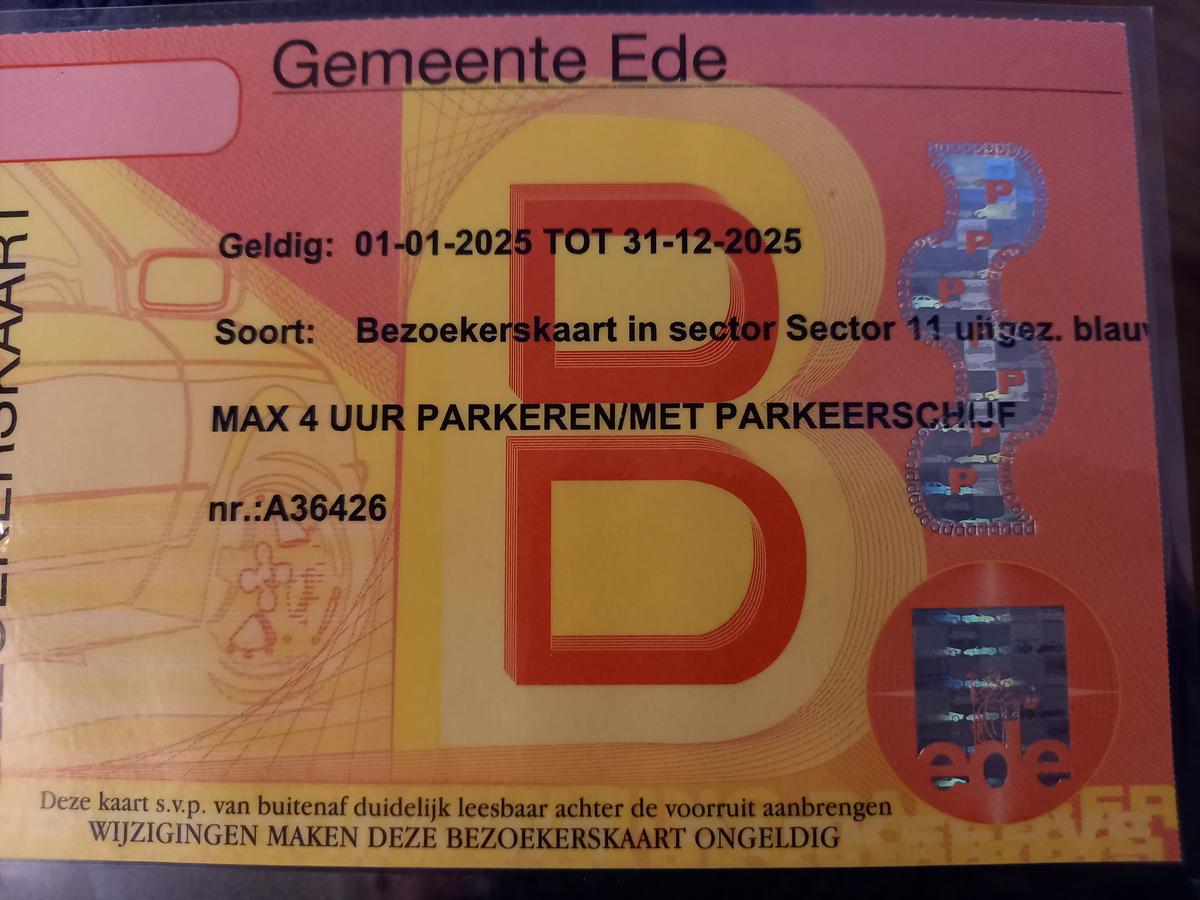 Gemeente Ede
Geldig: 01-01-2025 TOT 31-12-2025
Soort: Bezoekerskaart in sector Sector 11 uitgez.
MAX 4 UUR PARKEREN/MET PARKEERSCHIJF
nr.:A36426
P
P
P
P
P
P
ede
Deze kaart s.v.p. van buitenaf duidelijk leesbaar achter de voorruit aanbrengen
WIJZIGINGEN MAKEN DEZE BEZOEKERSKAART ONGELDIG